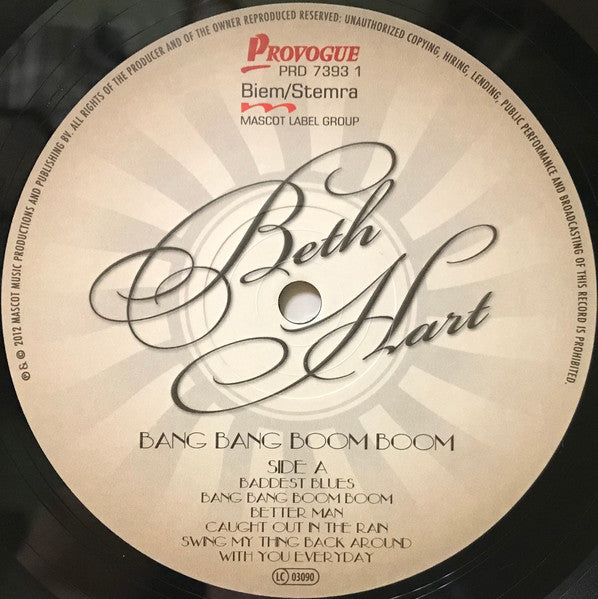 ℗ & © 2012 MASCOT MUSIC PRODUCTIONS AND PUBLISHING BV. ALL RIGHTS OF THE PRODUCER AND OF THE OWNER REPRODUCED RESERVED; UNAUTHORIZED COPYING, HIRING, LENDING, PUBLIC PERFORMANCE AND BROADCASTING OF THIS RECORD IS PROHIBITED.
PROVOGUE
PRD 7393 1
Biem/Stemra
MASCOT LABEL GROUP
Beth
Hart
BANG BANG BOOM BOOM
SIDE A
BADDEST BLUES
BANG BANG BOOM BOOM
BETTER MAN
CAUGHT OUT IN THE RAIN
SWING MY THING BACK AROUND
WITH YOU EVERYDAY
LC 03090